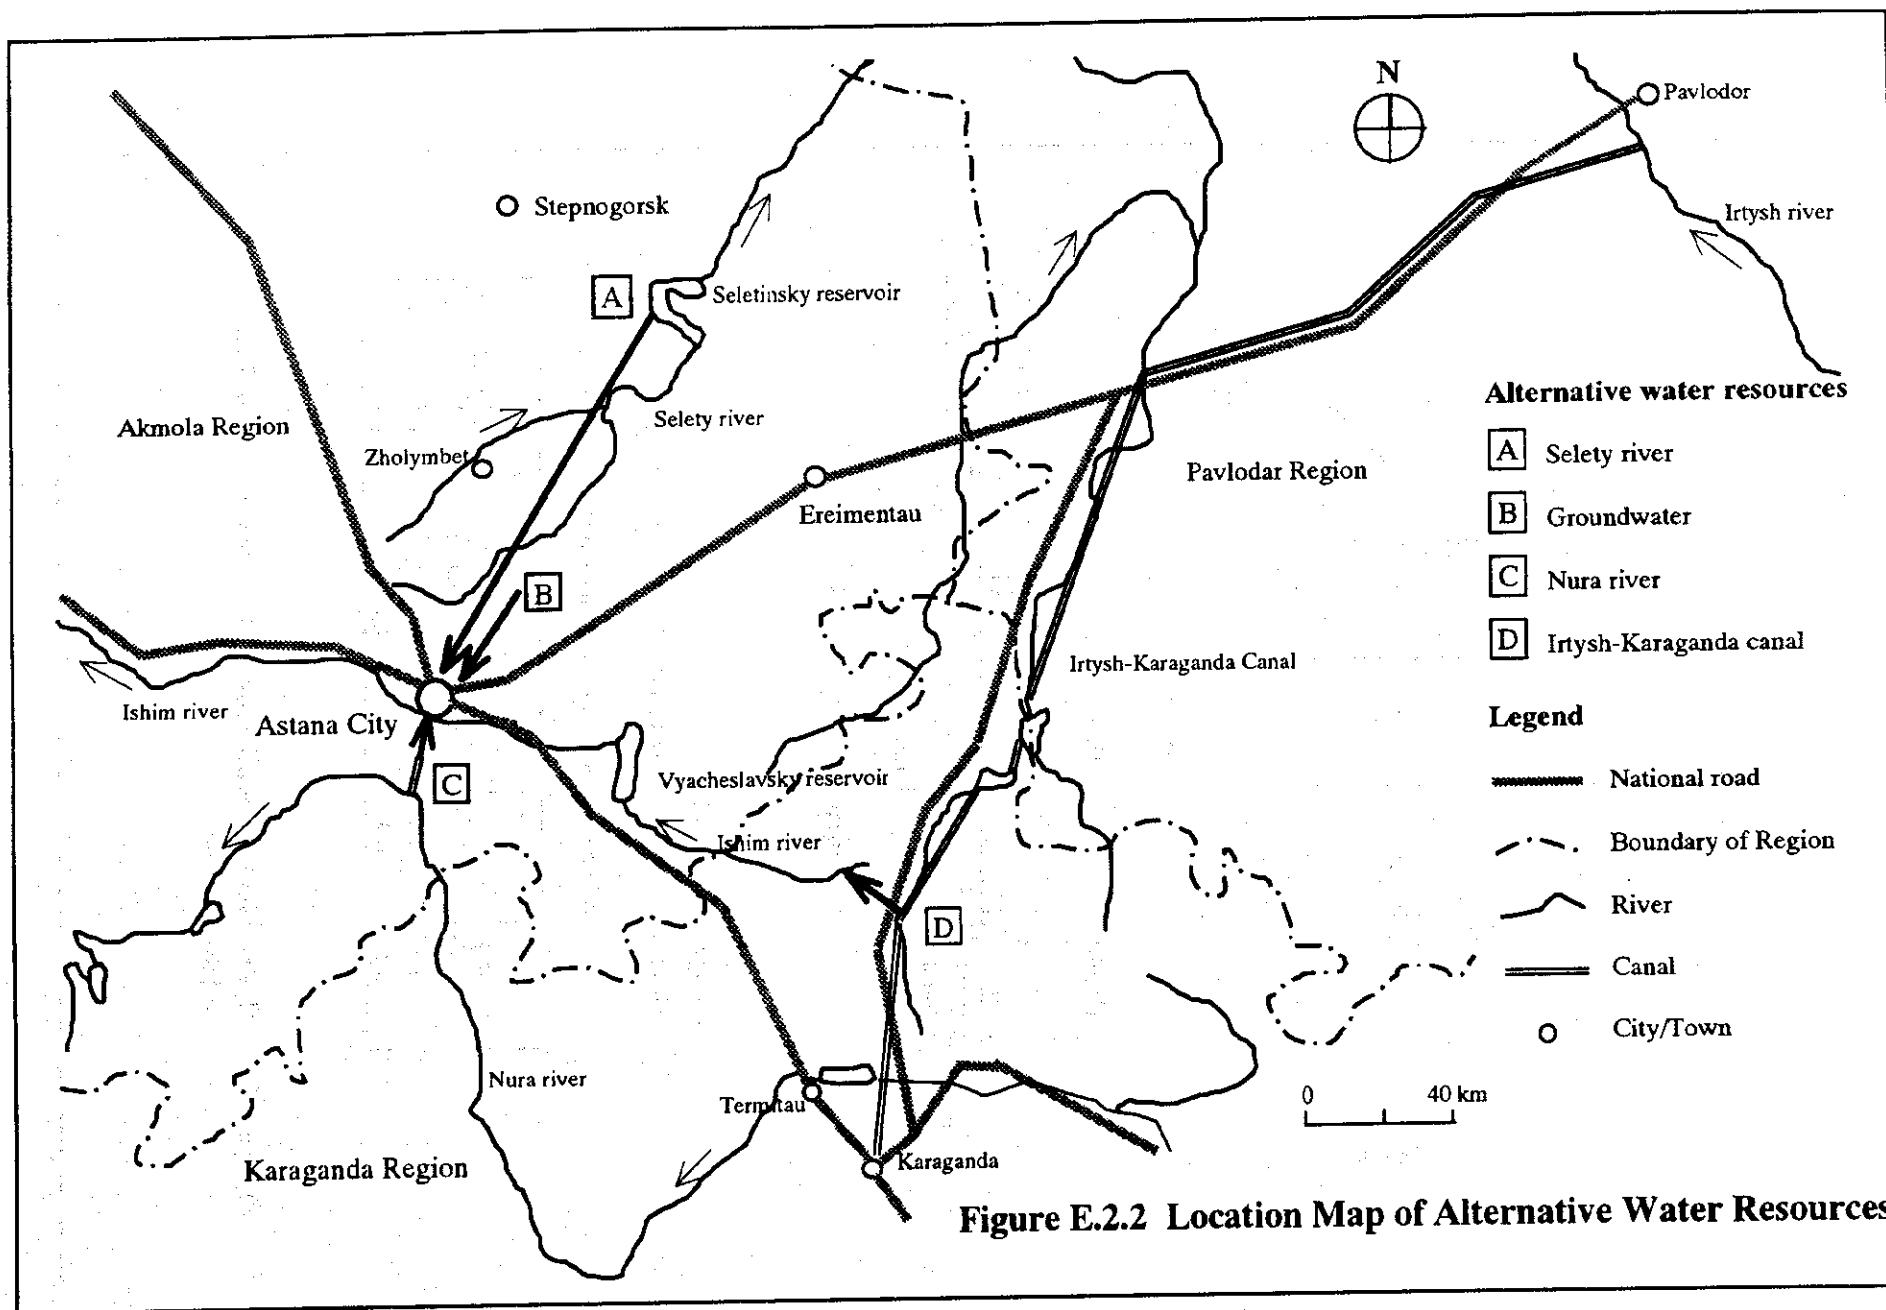 N
Pavlodor
Stepnogorsk
Irtysh river
A
Seletinsky reservoir
Alternative water resources
A Selety river
B Groundwater
C Nura river
D Irtysh-Karaganda canal
Akmola Region
Selety river
Zholymbet
Pavlodar Region
Ereimentau
B
Irtysh-Karaganda Canal
Ishim river
Astana City
Legend
National road
Boundary of Region
River
Canal
City/Town
C
Vyacheslavsky reservoir
Ishim river
D
Nura river
Termitau
0 40 km
Karaganda Region
Karaganda
Figure E.2.2 Location Map of Alternative Water Resources